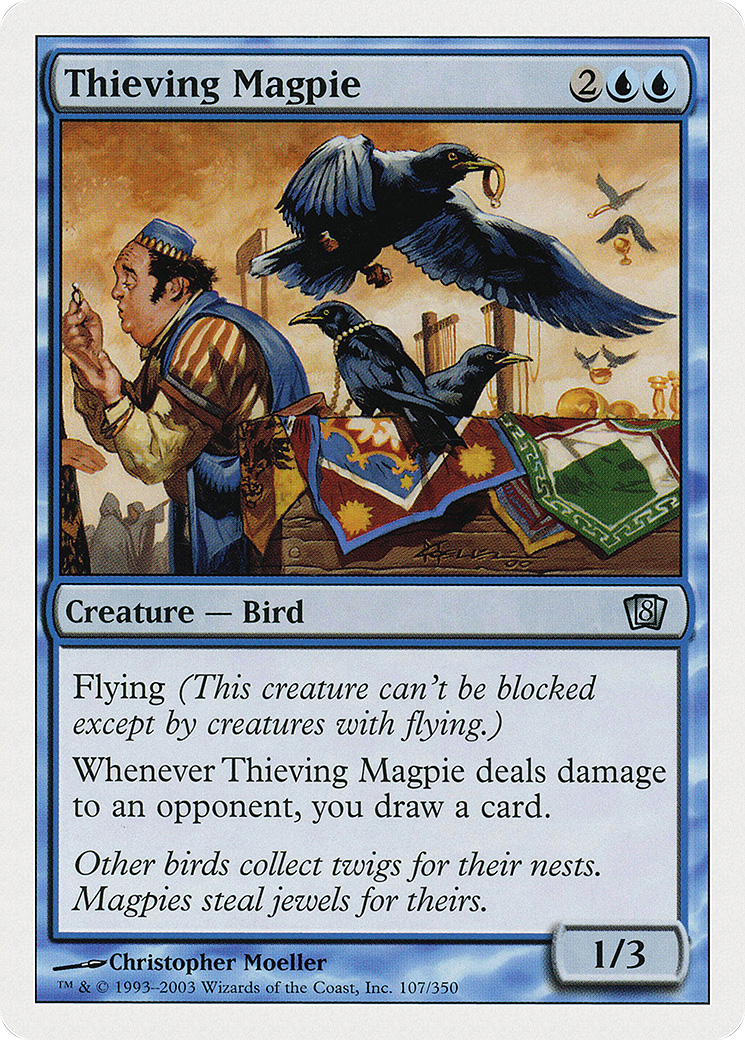 Thieving Magpie 2
Creature — Bird 8
Flying (This creature can't be blocked
except by creatures with flying.)
Whenever Thieving Magpie deals damage
to an opponent, you draw a card.
Other birds collect twigs for their nests.
Magpies steal jewels for theirs.
1/3
Christopher Moeller
™ & © 1993–2003 Wizards of the Coast, Inc. 107/350